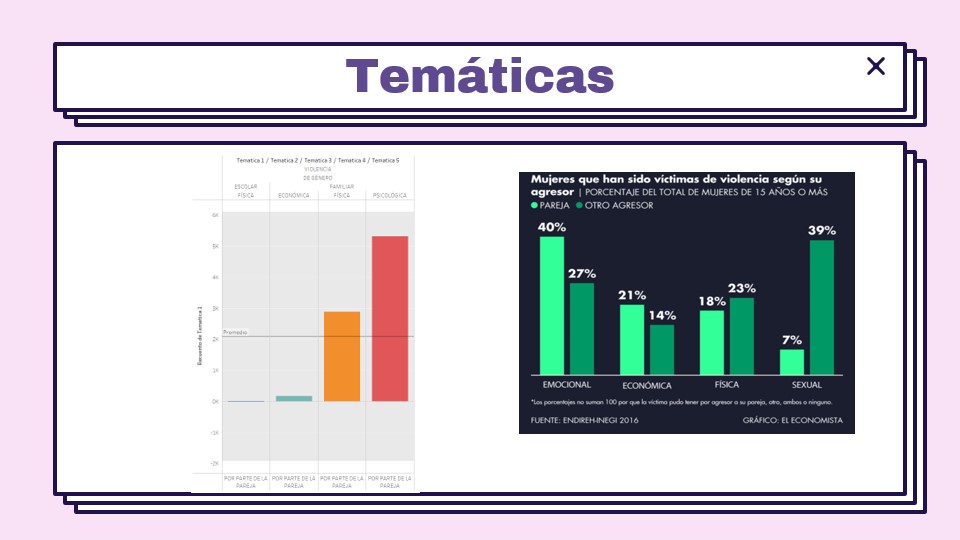 Temáticas
Tematica 1 / Tematica 2 / Tematica 3 / Tematica 4 / Tematica 5
VIOLENCIA
DE GÉNERO
ESCOLAR FAMILIAR
FÍSICA ECONÓMICA FÍSICA PSICOLÓGICA
6K
5K
4K
3K
Promedio
2K
1K
0K
-1K
-2K
Recuento de Tematica 1
POR PARTE DE LA PAREJA
POR PARTE DE LA PAREJA
POR PARTE DE LA PAREJA
POR PARTE DE LA PAREJA
Mujeres que han sido víctimas de violencia según su
agresor | PORCENTAJE DEL TOTAL DE MUJERES DE 15 AÑOS O MÁS
PAREJA OTRO AGRESOR
40% 27% 21% 14% 18% 23% 7% 39%
EMOCIONAL ECONÓMICA FÍSICA SEXUAL
*Los porcentajes no suman 100 por que la víctima pudo tener por agresor a su pareja, otro, ambos o ninguno.
FUENTE: ENDIREH-INEGI 2016 GRÁFICO: EL ECONOMISTA